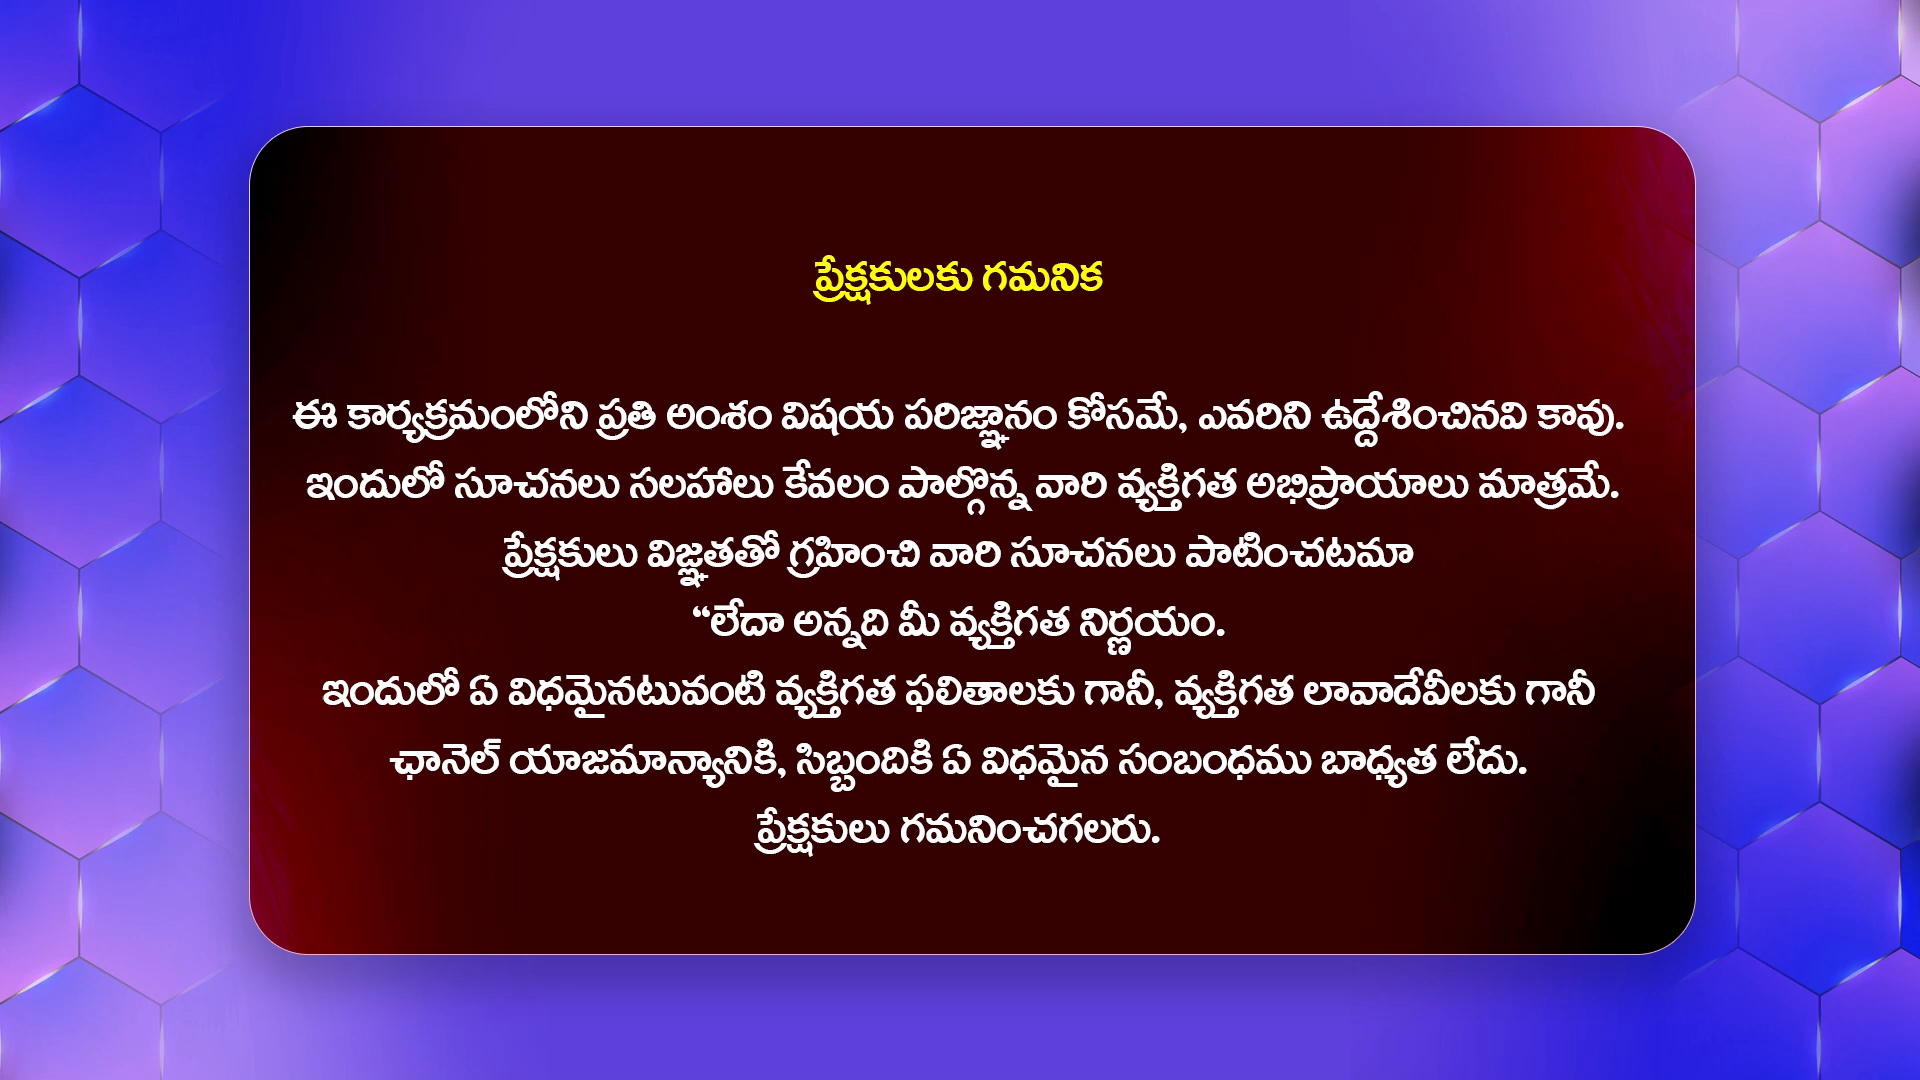 ప్రేక్షకులకు గమనిక
ఈ కార్యక్రమంలోని ప్రతి అంశం విషయ పరిజ్ఞానం కోసమే, ఎవరిని ఉద్దేశించినవి కావు.
ఇందులో సూచనలు సలహాలు కేవలం పాల్గొన్న వారి వ్యక్తిగత అభిప్రాయాలు మాత్రమే.
ప్రేక్షకులు విజ్ఞతతో గ్రహించి వారి సూచనలు పాటించటమా
“లేదా అన్నది మీ వ్యక్తిగత నిర్ణయం.
ఇందులో ఏ విధమైనటువంటి వ్యక్తిగత ఫలితాలకు గానీ, వ్యక్తిగత లావాదేవీలకు గానీ
ఛానెల్ యాజమాన్యానికి, సిబ్బందికి ఏ విధమైన సంబంధము బాధ్యత లేదు.
ప్రేక్షకులు గమనించగలరు.